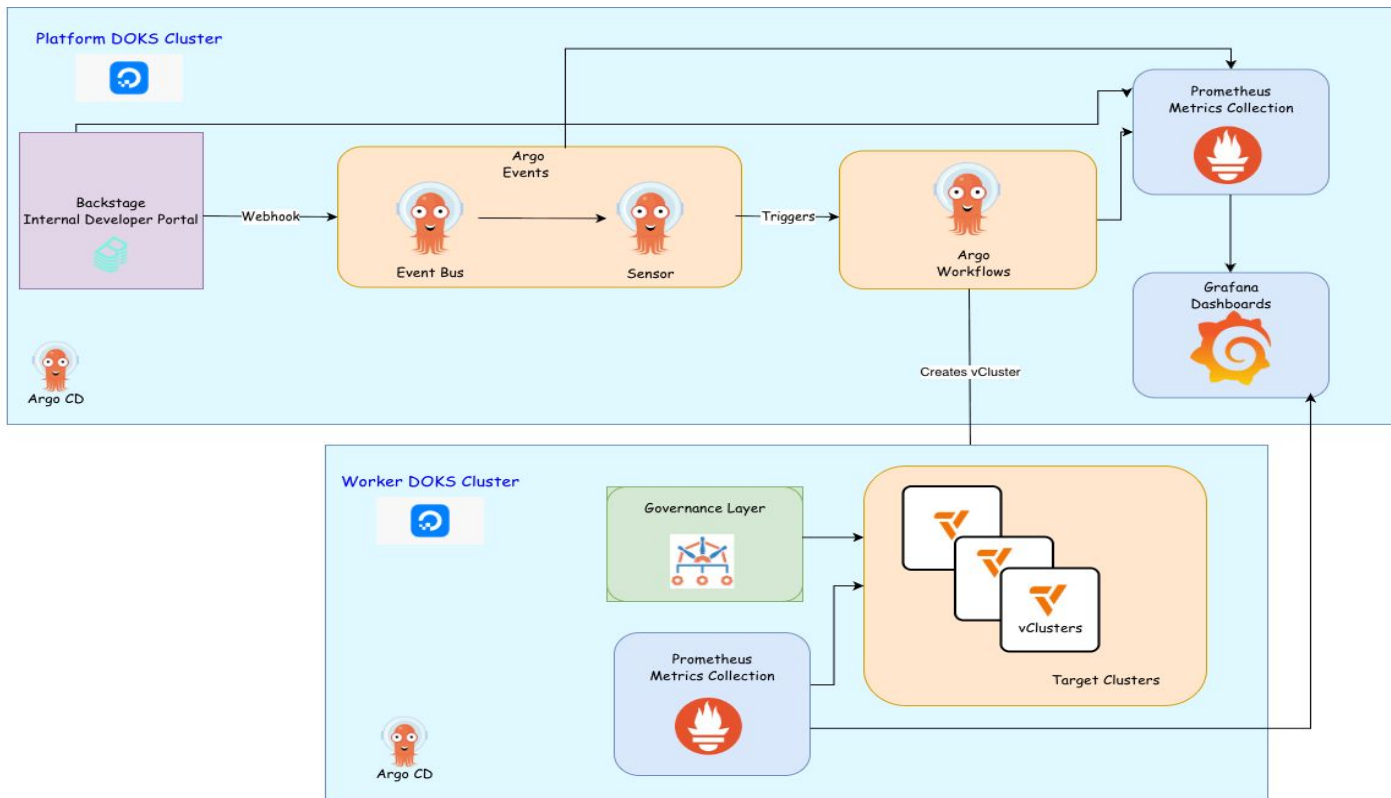 Platform DOKS Cluster
Prometheus
Metrics Collection
Argo
Events
Backstage
Internal Developer Portal
Webhook
Event Bus
Sensor
Triggers
Argo
Workflows
Grafana
Dashboards
Argo CD
Creates vCluster
Worker DOKS Cluster
Governance Layer
vClusters
Target Clusters
Prometheus
Metrics Collection
Argo CD